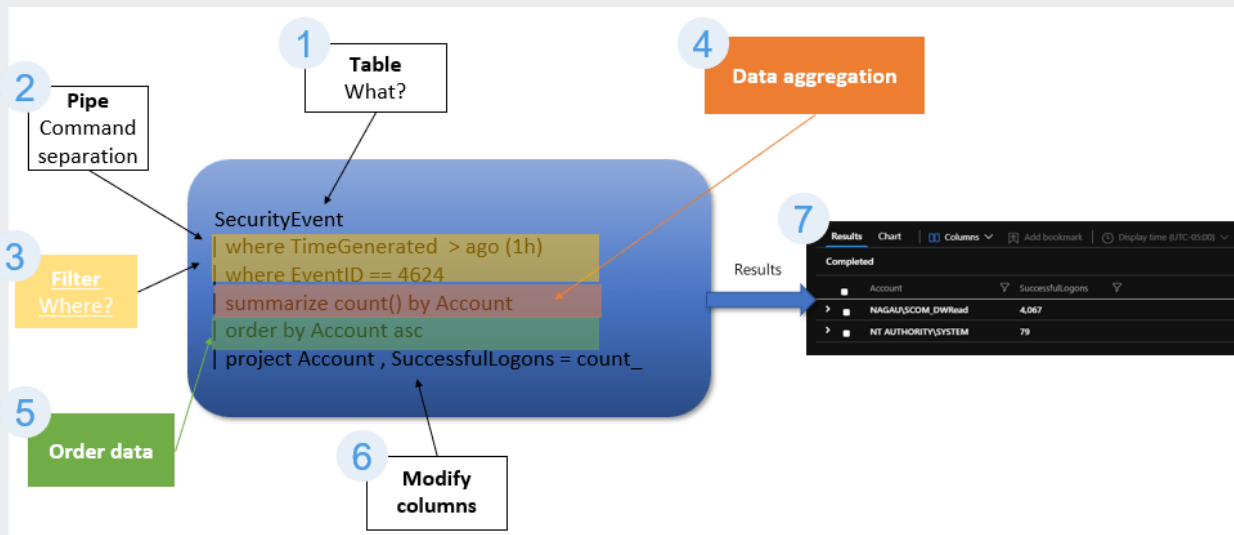 1
Table
What?
2
Pipe
Command
separation
3
Filter
Where?
4
Data aggregation
SecurityEvent
| where TimeGenerated > ago (1h)
| where EventID == 4624
| summarize count() by Account
| order by Account asc
| project Account , SuccessfulLogons = count_
5
Order data
6
Modify
columns
Results
7
Results Chart Columns Add bookmark Display time (UTC-05:00)
Completed
Account SuccessfulLogons
NAGAU\SCOM_DWRead 4,067
NT AUTHORITY\SYSTEM 79